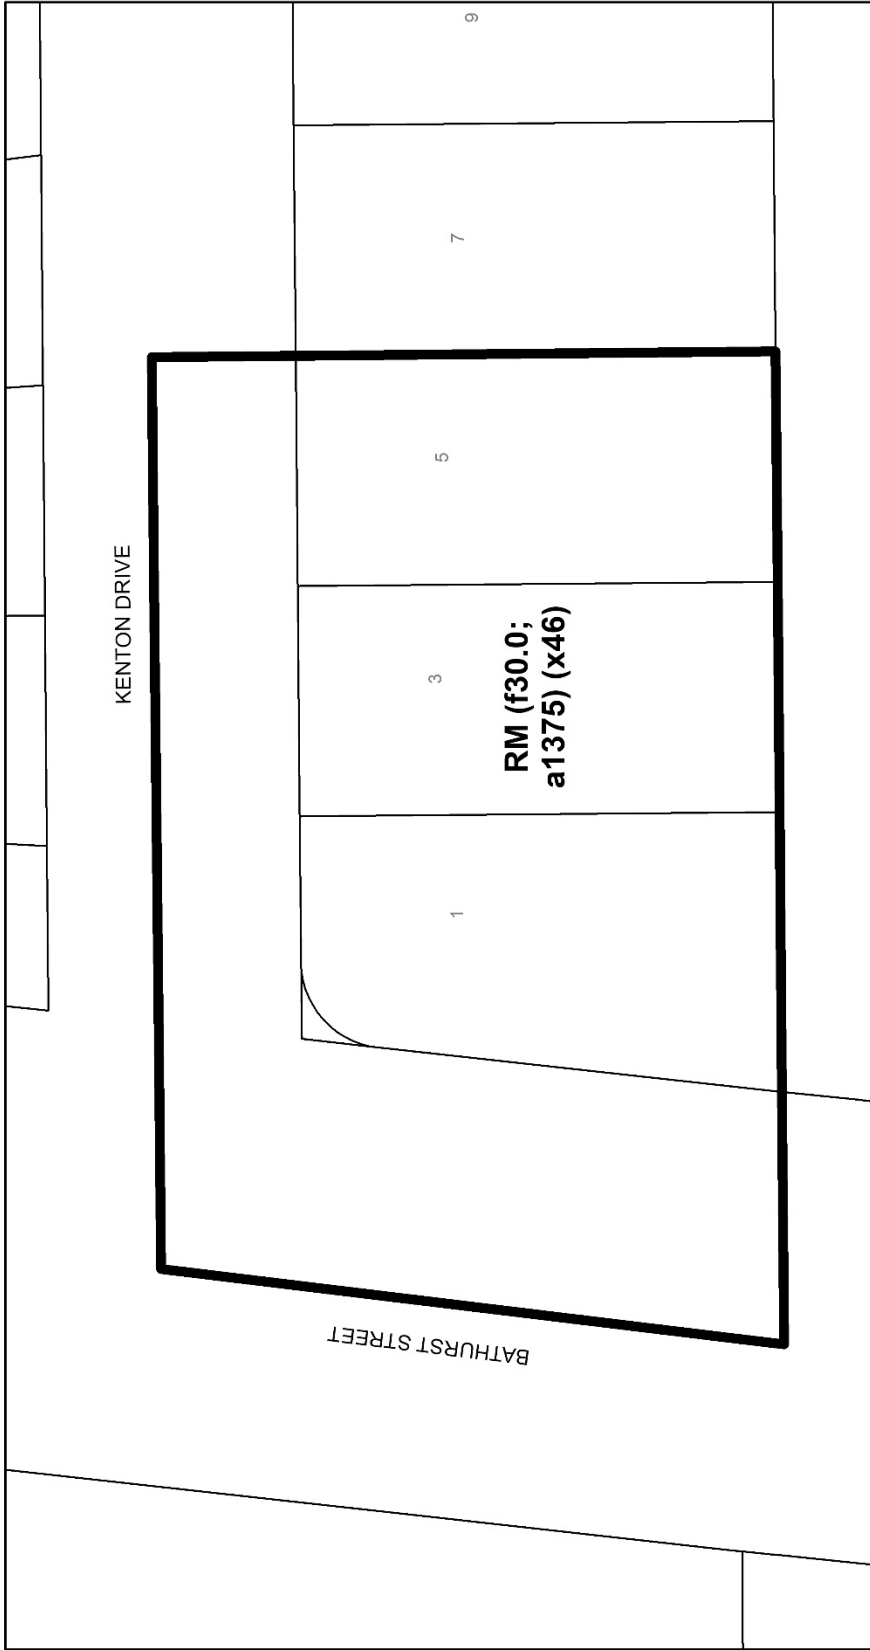 KENTON DRIVE
BATHURST STREET
1
3
5
7
9
RM (f30.0;
a1375) (x46)